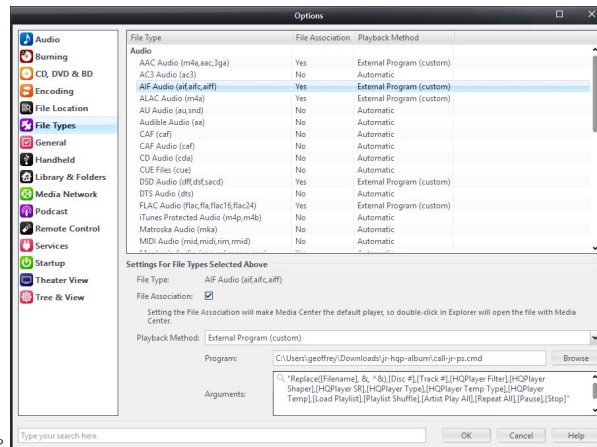 Options
Audio
Burning
CD, DVD & BD
Encoding
File Location
File Types
General
Handheld
Library & Folders
Media Network
Podcast
Remote Control
Services
Startup
Theater View
Tree & View
File Type File Association Playback Method
Audio
AAC Audio (m4a,aac,3ga) Yes External Program (custom)
AC3 Audio (ac3) No Automatic
AIF Audio (aif,aifc,aiff) Yes External Program (custom)
ALAC Audio (m4a) Yes External Program (custom)
AU Audio (au,snd) No Automatic
Audible Audio (aa) No Automatic
CAF (caf) No Automatic
CAF Audio (caf) No Automatic
CD Audio (cda) No Automatic
CUE Files (cue) No Automatic
DSD Audio (dff,dsf,sacd) Yes External Program (custom)
DTS Audio (dts) No Automatic
FLAC Audio (flac,fla,flac16,flac24) Yes External Program (custom)
iTunes Protected Audio (m4p,m4b) No Automatic
Matroska Audio (mka) No Automatic
MIDI Audio (mid,midi,rim,rmid) No Automatic
Settings For File Types Selected Above
File Type: AIF Audio (aif,aifc,aiff)
File Association:
Setting the File Association will make Media Center the default player, so double-click in Explorer will open the file with Media
Center.
Playback Method: External Program (custom)
Program: C:\Users\geoffrey\Downloads\jr-hqp-album\call-jr-ps.cmd Browse
Arguments: "Replace([Filename], &, ^&),[Disc #],[Track #],[HQPlayer Filter],[HQPlayer
Shaper],[HQPlayer SR],[HQPlayer Type],[HQPlayer Temp Type],[HQPlayer
Temp],[Load Playlist],[Playlist Shuffle],[Artist Play All],[Repeat All],[Pause],[Stop]"
Type your search here
OK Cancel Help